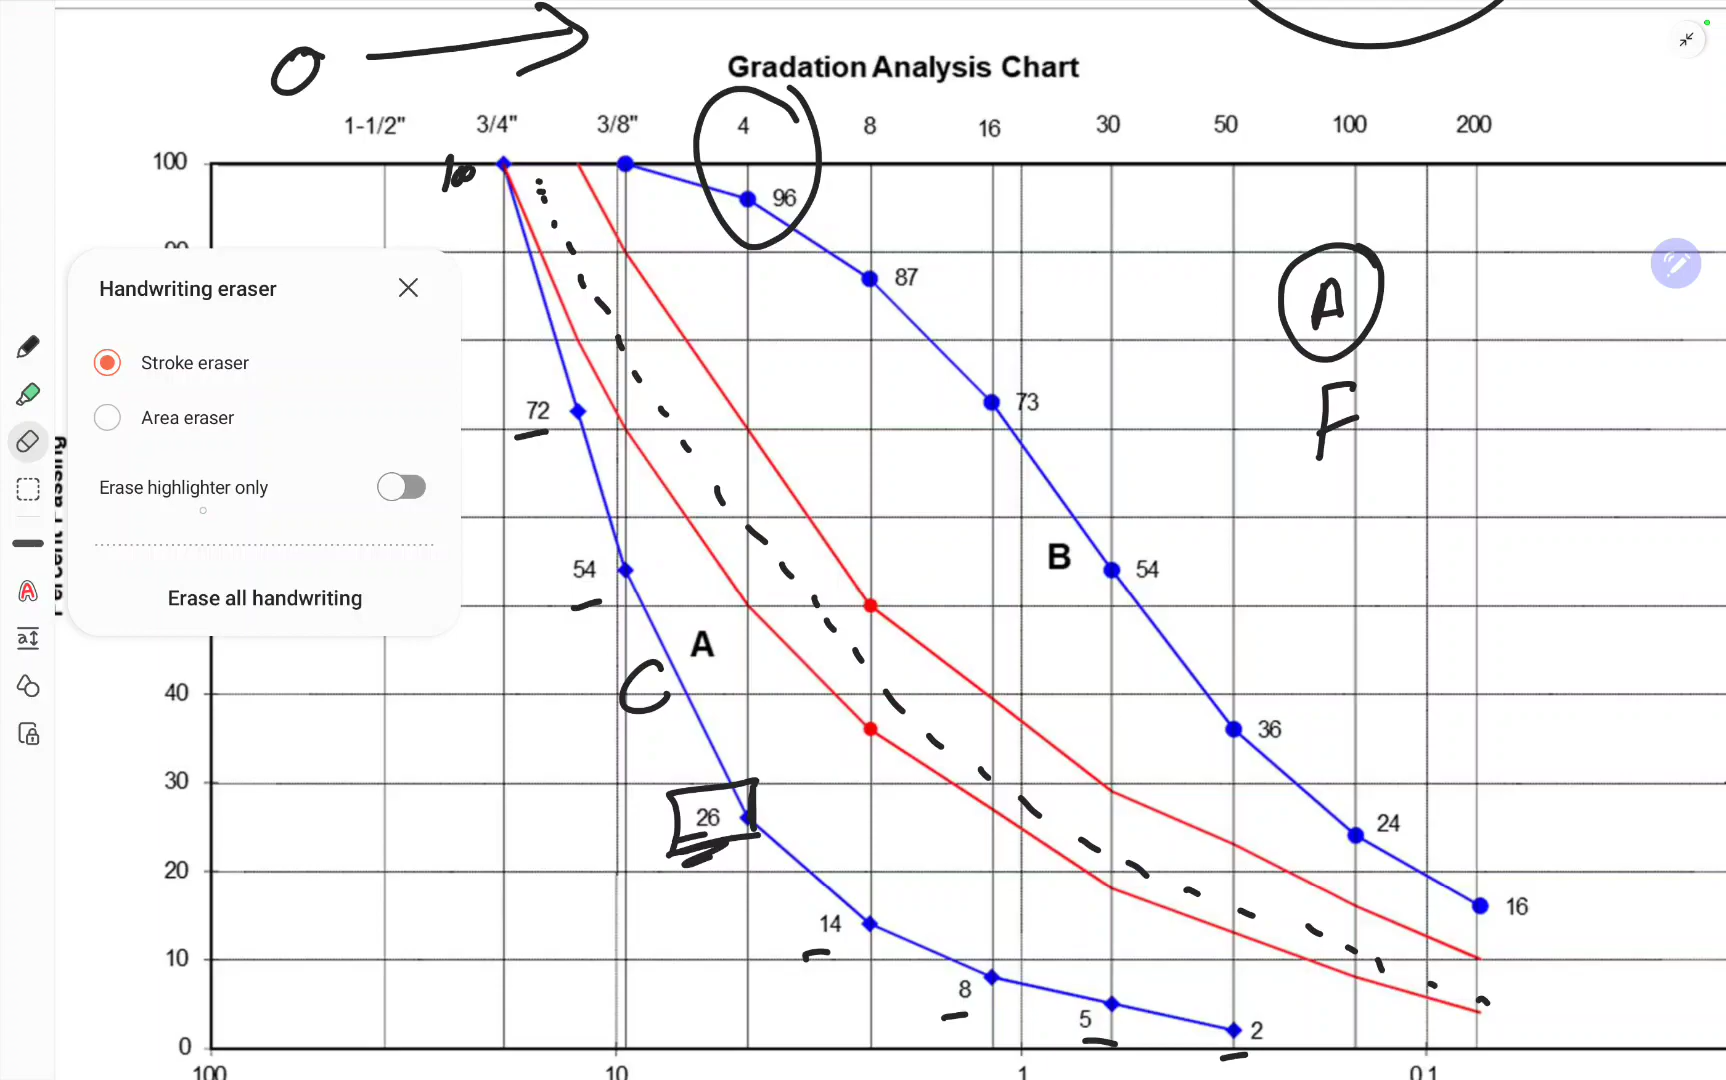 O
Gradation Analysis Chart
1-1/2" 3/4" 3/8" 4 8 16 30 50 100 200
100
100
96
87
A
Handwriting eraser
Stroke eraser
Area eraser
72
73
F
Erase highlighter only
54
B
54
Erase all handwriting
A
C
40
36
30
26
24
20
14
16
10
8
5
2
0
100 10 1 0.1